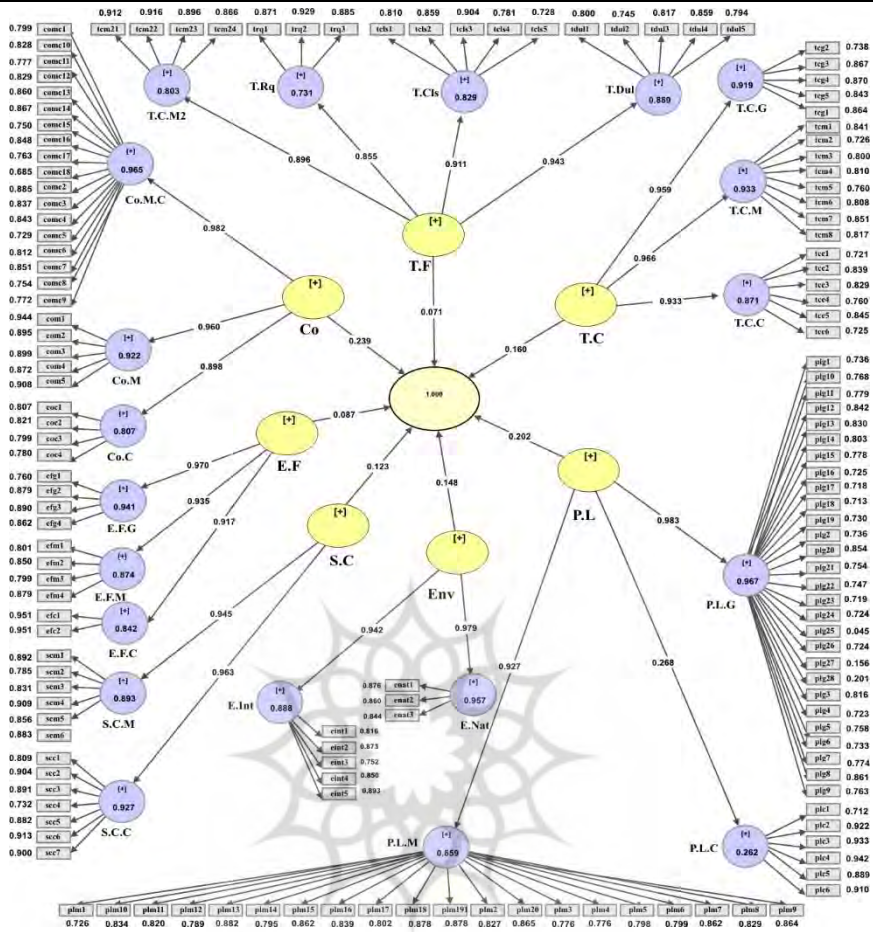 0.912 0.916 0.896 0.866 0.871 0.929 0.885 0.810 0.859 0.904 0.781 0.728 0.800 0.745 0.817 0.859 0.794
tcm21 tcm22 tcm23 tcm24 trq1 trq2 trq3 tcls1 tcls2 tcls3 tcls4 tcls5 tdul1 tdul2 tdul3 tdul4 tdul5
[+] 0.803 T.C.M2
[+] 0.731 T.Rq
[+] 0.829 T.Cls
[+] 0.889 T.Dul
0.896 0.855 0.911 0.943
[+] T.F
0.071
0.799 comc1
0.828 comc10
0.777 comc11
0.829 comc12
0.860 comc13
0.867 comc14
0.750 comc15
0.848 comc16
0.763 comc17
0.685 comc18
0.885 comc2
0.837 comc3
0.843 comc4
0.729 comc5
0.812 comc6
0.851 comc7
0.754 comc8
0.772 comc9
[+] 0.965 Co.M.C
0.982
0.944 com1
0.895 com2
0.899 com3
0.872 com4
0.908 com5
[+] 0.922 Co.M
0.960
0.807 coc1
0.821 coc2
0.799 coc3
0.780 coc4
[+] 0.807 Co.C
0.898
[+] Co
0.239
0.760 efg1
0.879 efg2
0.890 efg3
0.862 efg4
[+] 0.941 E.F.G
0.970
0.801 efm1
0.850 efm2
0.799 efm3
0.879 efm4
[+] 0.874 E.F.M
0.935
0.951 efc1
0.951 efc2
[+] 0.842 E.F.C
0.917
[+] E.F
0.087
0.892 scm1
0.785 scm2
0.831 scm3
0.909 scm4
0.856 scm5
0.883 scm6
[+] 0.893 S.C.M
0.945
0.809 scc1
0.904 scc2
0.891 scc3
0.732 scc4
0.882 scc5
0.913 scc6
0.900 scc7
[+] 0.927 S.C.C
0.963
[+] S.C
0.123
1.000
tcg2 0.738
tcg3 0.867
tcg4 0.870
tcg5 0.843
tcg1 0.864
[+] 0.919 T.C.G
0.959
tcm1 0.841
tcm2 0.726
tcm3 0.800
tcm4 0.810
tcm5 0.760
tcm6 0.808
tcm7 0.851
tcm8 0.817
[+] 0.933 T.C.M
0.966
tcc1 0.721
tcc2 0.839
tcc3 0.829
tcc4 0.760
tcc5 0.845
tcc6 0.725
[+] 0.871 T.C.C
0.933
[+] T.C
0.160
plg1 0.736
plg10 0.768
plg11 0.779
plg12 0.842
plg13 0.830
plg14 0.803
plg15 0.778
plg16 0.725
plg17 0.718
plg18 0.713
plg19 0.730
plg2 0.736
plg20 0.854
plg21 0.754
plg22 0.747
plg23 0.719
plg24 0.724
plg25 0.045
plg26 0.724
plg27 0.156
plg28 0.201
plg3 0.816
plg4 0.723
plg5 0.758
plg6 0.733
plg7 0.774
plg8 0.861
plg9 0.763
[+] 0.967 P.L.G
0.983
[+] P.L
0.202
0.927
0.268
plc1 0.712
plc2 0.922
plc3 0.933
plc4 0.942
plc5 0.889
plc6 0.910
[+] 0.262 P.L.C
[+] Env
0.148
0.942
0.979
[+] 0.888 E.Int
eint1 0.816
eint2 0.873
eint3 0.752
eint4 0.850
eint5 0.893
0.876 enat1
0.860 enat2
0.844 enat3
[+] 0.957 E.Nat
P.L.M [+] 0.859
plm1 plm10 plm11 plm12 plm13 plm14 plm15 plm16 plm17 plm18 plm191 plm2 plm20 plm3 plm4 plm5 plm6 plm7 plm8 plm9
0.726 0.834 0.820 0.789 0.882 0.795 0.862 0.839 0.802 0.878 0.878 0.827 0.865 0.776 0.776 0.798 0.799 0.862 0.829 0.864